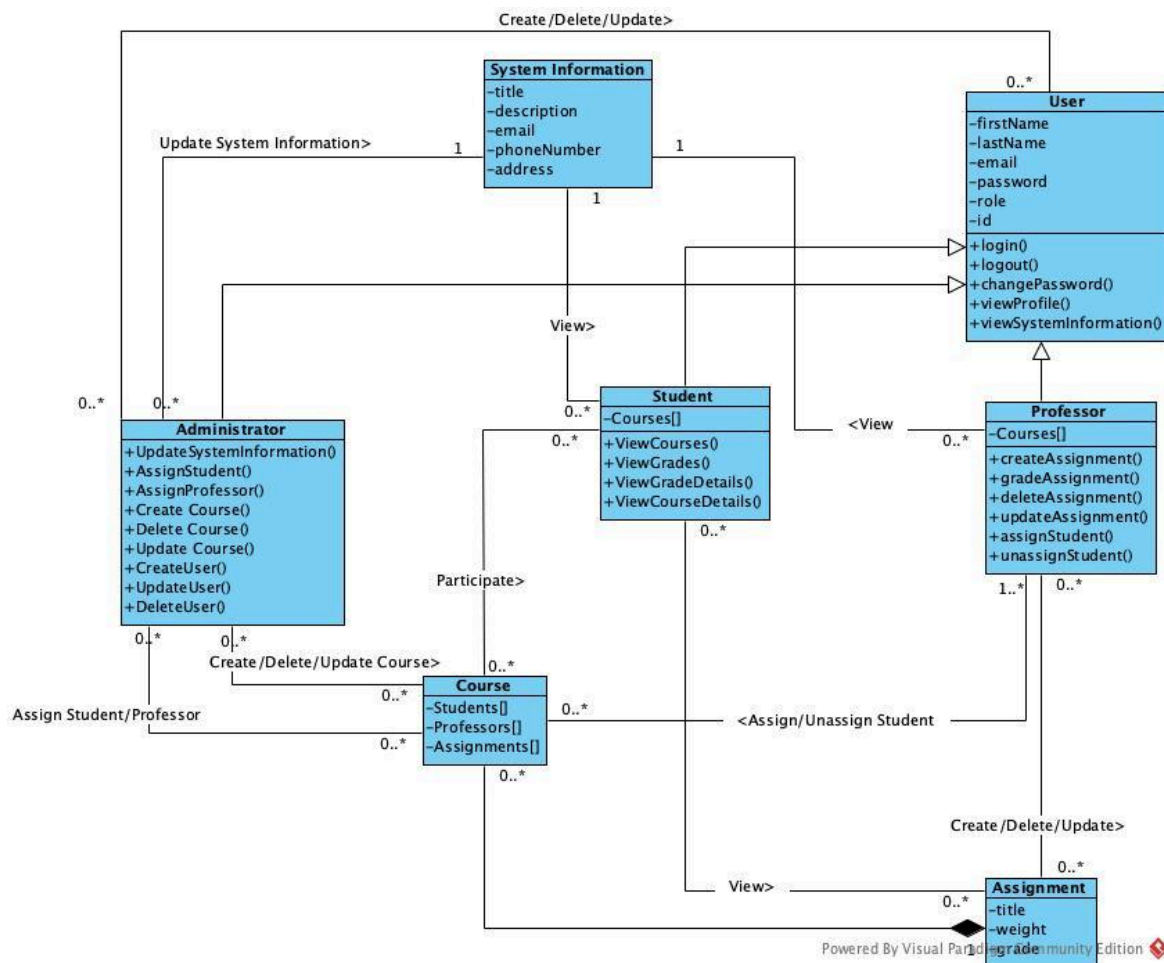 Create/Delete/Update>
System Information
-title
-description
-email
-phoneNumber
-address
0..*
User
-firstName
-lastName
-email
-password
-role
-id
+login()
+logout()
+changePassword()
+viewProfile()
+viewSystemInformation()
Update System Information>
1
1
1
View>
0..*
0..*
Administrator
+UpdateSystemInformation()
+AssignStudent()
+AssignProfessor()
+Create Course()
+Delete Course()
+Update Course()
+CreateUser()
+UpdateUser()
+DeleteUser()
0..*
0..*
Student
-Courses[]
+ViewCourses()
+ViewGrades()
+ViewGradeDetails()
+ViewCourseDetails()
0..*
0..*
<View
0..*
Professor
-Courses[]
+createAssignment()
+gradeAssignment()
+deleteAssignment()
+updateAssignment()
+assignStudent()
+unassignStudent()
1..*
0..*
Participate>
0..*
0..*
Create/Delete/Update Course>
0..*
Assign Student/Professor
0..*
0..*
Course
-Students[]
-Professors[]
-Assignments[]
0..*
0..*
<Assign/Unassign Student
Create/Delete/Update>
0..*
View>
0..*
Assignment
-title
-weight
-grade
1
Powered By Visual Paradigm Community Edition